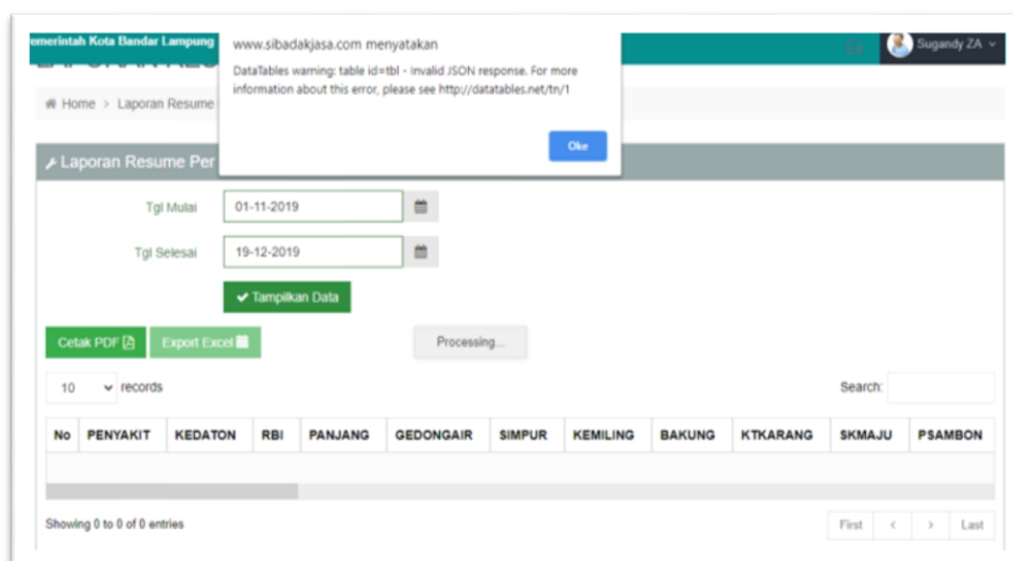 emerintah Kota Bandar Lampung
Sugandy ZA
www.sibadakjasa.com menyatakan
DataTables warning: table id=tbl - Invalid JSON response. For more
information about this error, please see http://datatables.net/tn/1
Oke
Home > Laporan Resume
Laporan Resume Per
Tgl Mulai 01-11-2019
Tgl Selesai 19-12-2019
Tampilkan Data
Cetak PDF Export Excel Processing...
10 records Search:
No PENYAKIT KEDATON RBI PANJANG GEDONGAIR SIMPUR KEMILING BAKUNG KTKARANG SKMAJU PSAMBON
Showing 0 to 0 of 0 entries First < > Last